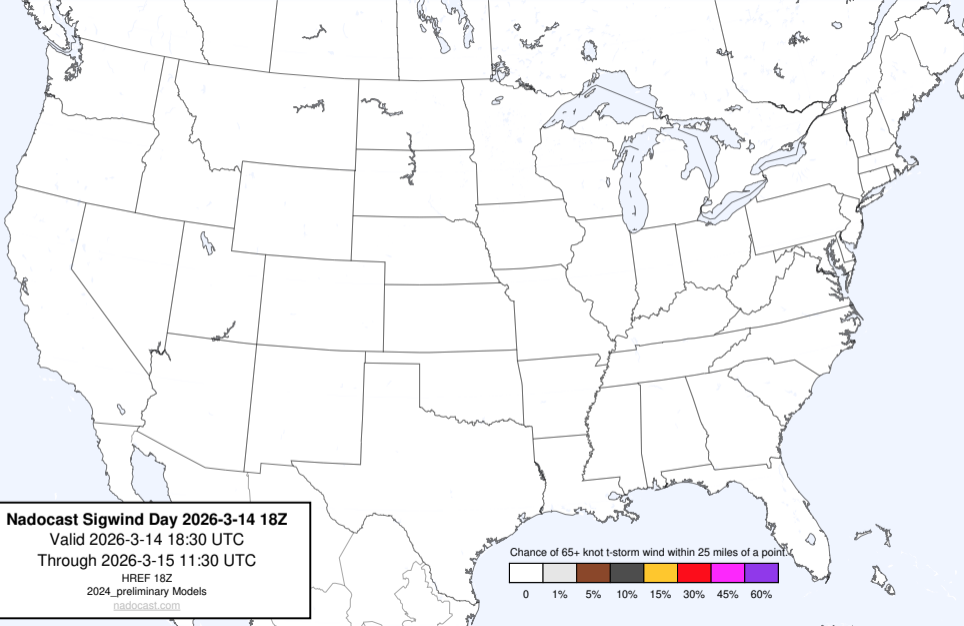 Nadocast Sigwind Day 2026-3-14 18Z
Valid 2026-3-14 18:30 UTC
Through 2026-3-15 11:30 UTC
HREF 18Z
2024_preliminary Models
nadocast.com
Chance of 65+ knot t-storm wind within 25 miles of a point.
0 1% 5% 10% 15% 30% 45% 60%